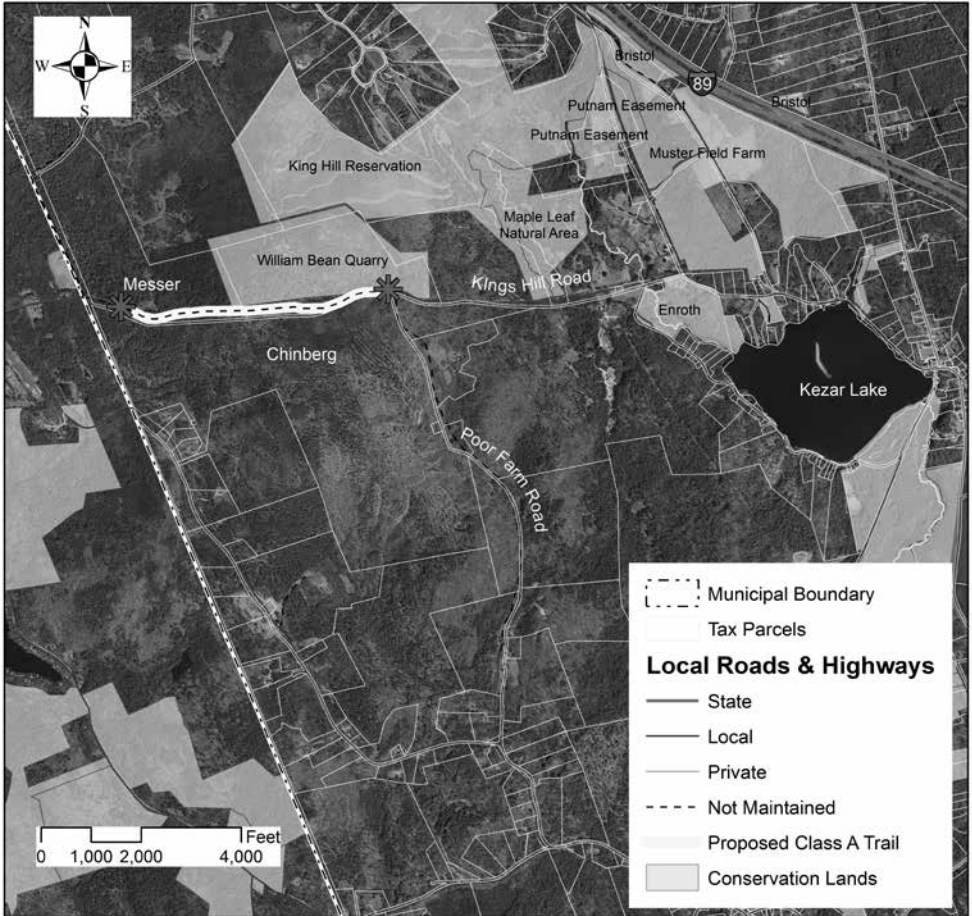 N
W E
S
Bristol
89
Bristol
Putnam Easement
Putnam Easement
Muster Field Farm
King Hill Reservation
Maple Leaf
Natural Area
William Bean Quarry
Kings Hill Road
Messer
Enroth
Chinberg
Kezar Lake
Poor Farm Road
Municipal Boundary
Tax Parcels
Local Roads & Highways
State
Local
Private
Not Maintained
Proposed Class A Trail
Conservation Lands
Feet
0 1,000 2,000 4,000